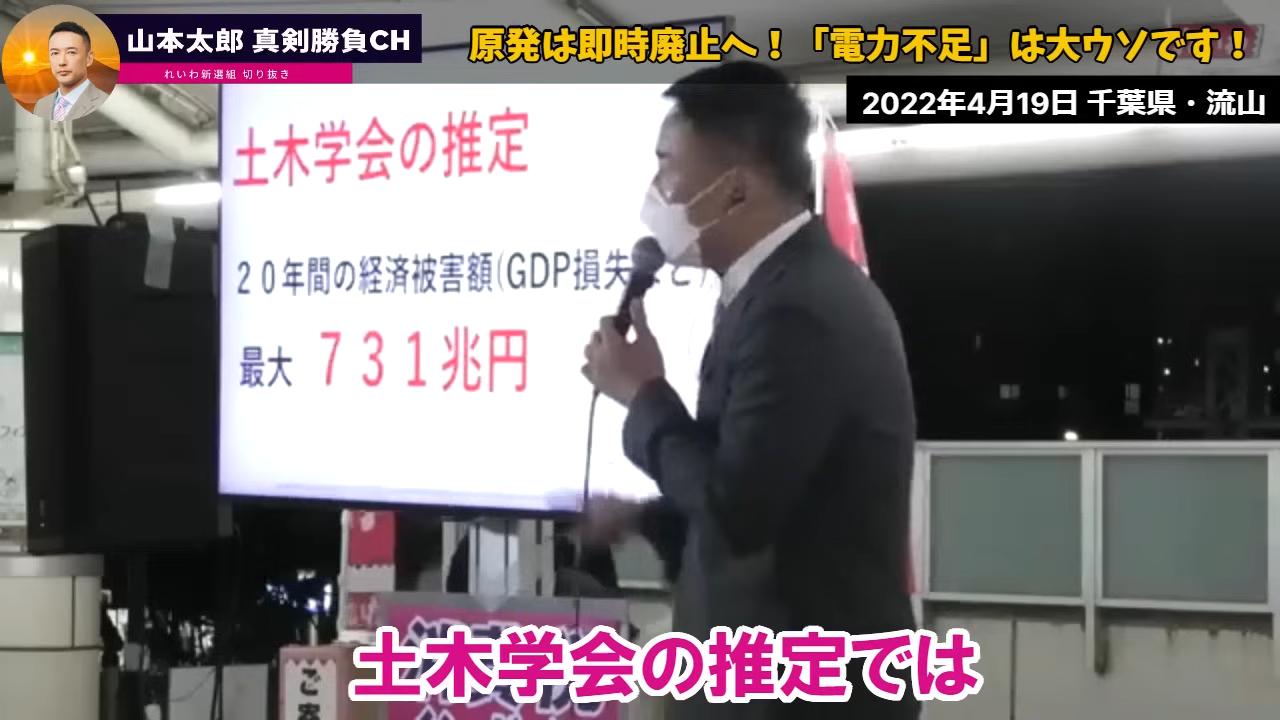 山本太郎 真剣勝負CH
れいわ新選組 切り抜き
原発は即時廃止へ！「電力不足」は大ウソです！
2022年4月19日 千葉県・流山
土木学会の推定
２０年間の経済被害額(GDP損失など)
最大 ７３１兆円
ご案
土木学会の推定では